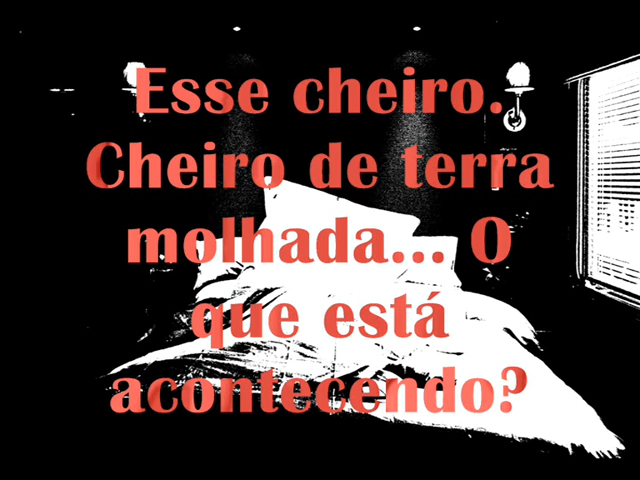 Esse cheiro.
Cheiro de terra
molhada... O
que está
acontecendo?